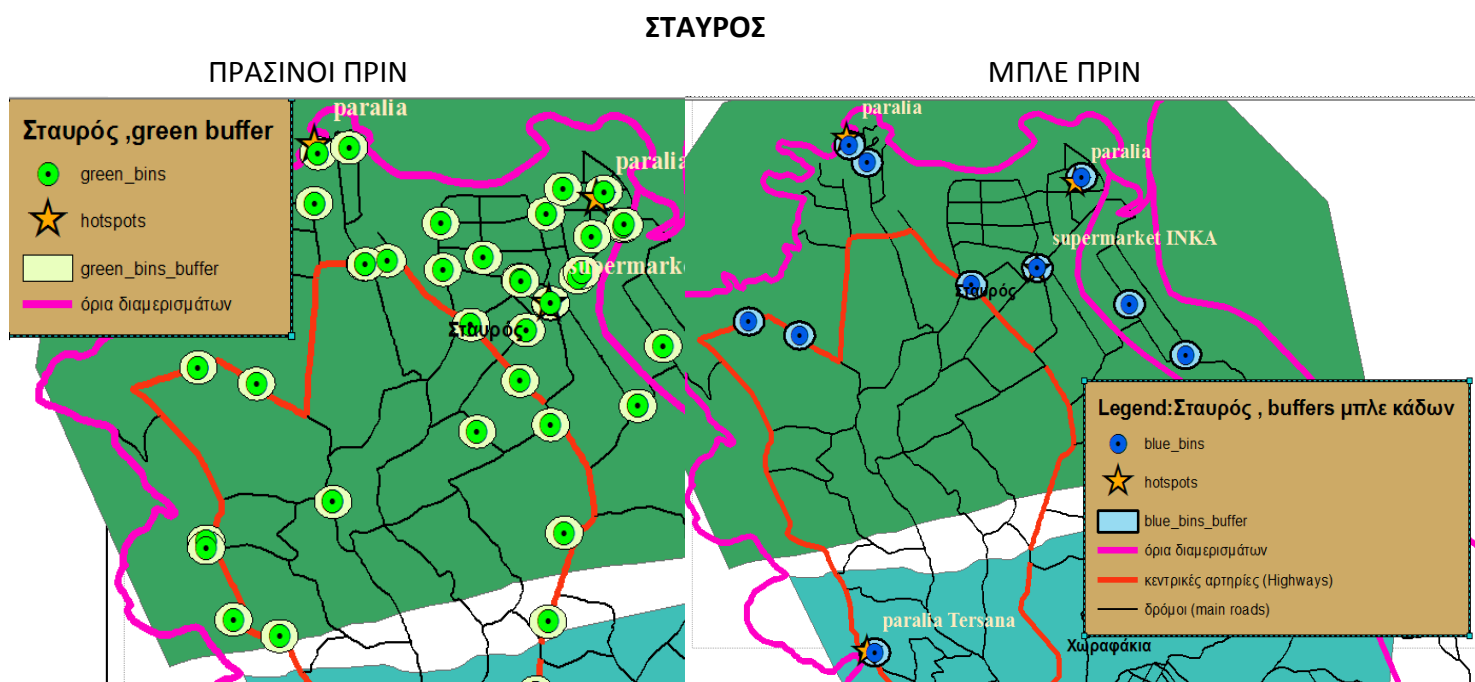 ΣΤΑΥΡΟΣ
ΠΡΑΣΙΝΟΙ ΠΡΙΝ
ΜΠΛΕ ΠΡΙΝ
Σταυρός ,green buffer
green_bins
hotspots
green_bins_buffer
όρια διαμερισμάτων
paralia
paralia
supermarke
Σταυρός
paralia
paralia
supermarket INKA
Σταυρός
Legend:Σταυρός , buffers μπλε κάδων
blue_bins
hotspots
blue_bins_buffer
όρια διαμερισμάτων
κεντρικές αρτηρίες (Highways)
δρόμοι (main roads)
paralia Tersana
Χωραφάκια